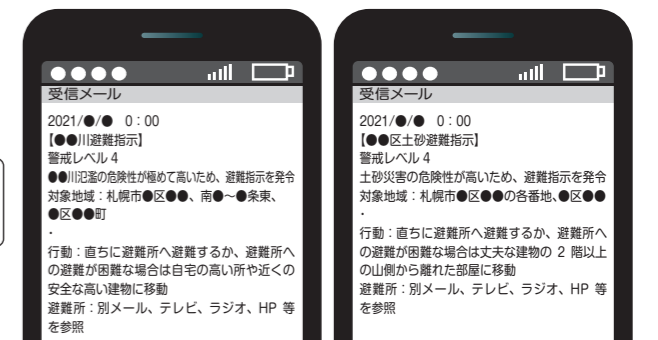 受信メール
2021/●/● 0：00
【●●川避難指示】
警戒レベル4
●●川氾濫の危険性が極めて高いため、避難指示を発令
対象地域：札幌市●区●●、南●～●条東、
●区●●町
・
行動：直ちに避難所へ避難するか、避難所へ
の避難が困難な場合は自宅の高い所や近くの
安全な高い建物に移動
避難所：別メール、テレビ、ラジオ、HP 等
を参照
受信メール
2021/●/● 0：00
【●●区土砂避難指示】
警戒レベル4
土砂災害の危険性が高いため、避難指示を発令
対象地域：札幌市●区●●の各番地、●区●●
・
行動：直ちに避難所へ避難するか、避難所へ
の避難が困難な場合は丈夫な建物の 2 階以上
の山側から離れた部屋に移動
避難所：別メール、テレビ、ラジオ、HP 等
を参照